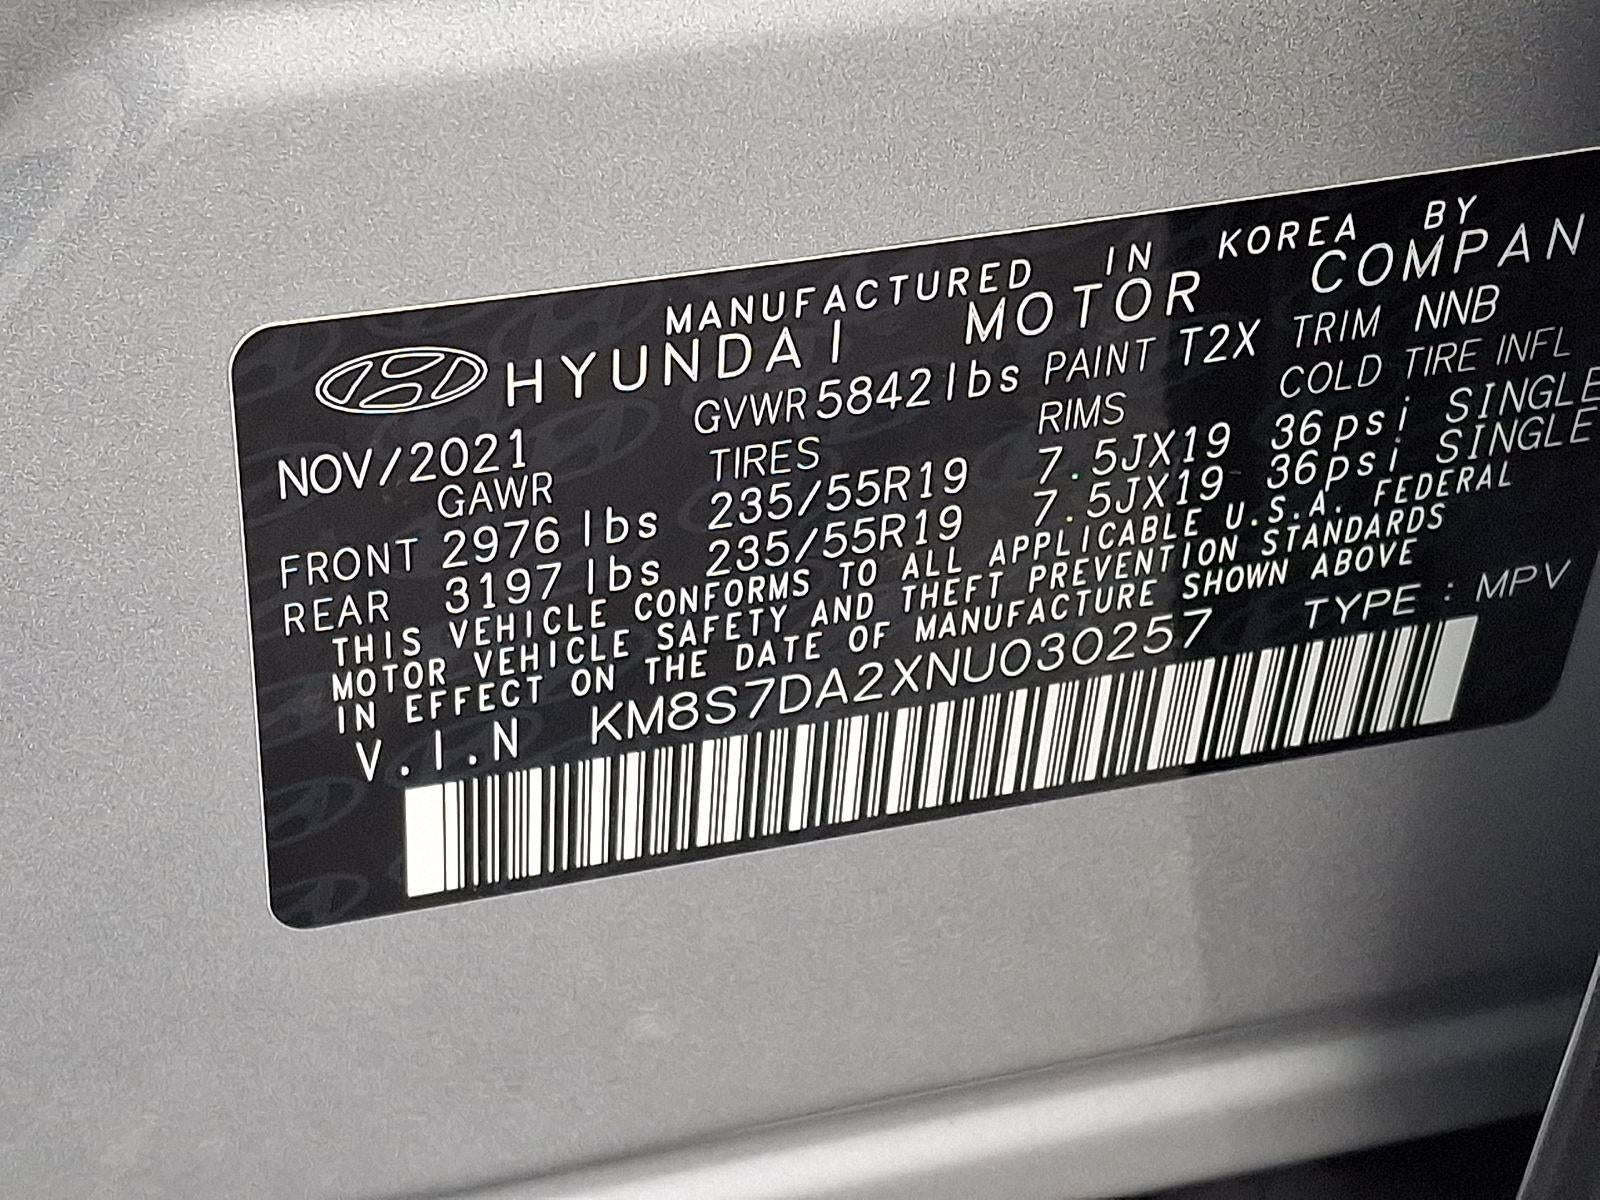 MANUFACTURED IN KOREA BY
HYUNDAI MOTOR COMPAN
NOV/2021 GVWR 5842 lbs PAINT T2X TRIM NNB
GAWR TIRES RIMS COLD TIRE INFL
FRONT 2976 lbs 235/55R19 7.5JX19 36psi SINGLE
REAR 3197 lbs 235/55R19 7.5JX19 36psi SINGLE
THIS VEHICLE CONFORMS TO ALL APPLICABLE U.S.A. FEDERAL
MOTOR VEHICLE SAFETY AND THEFT PREVENTION STANDARDS
IN EFFECT ON THE DATE OF MANUFACTURE SHOWN ABOVE
V.I.N KM8S7DA2XNU030257 TYPE : MPV